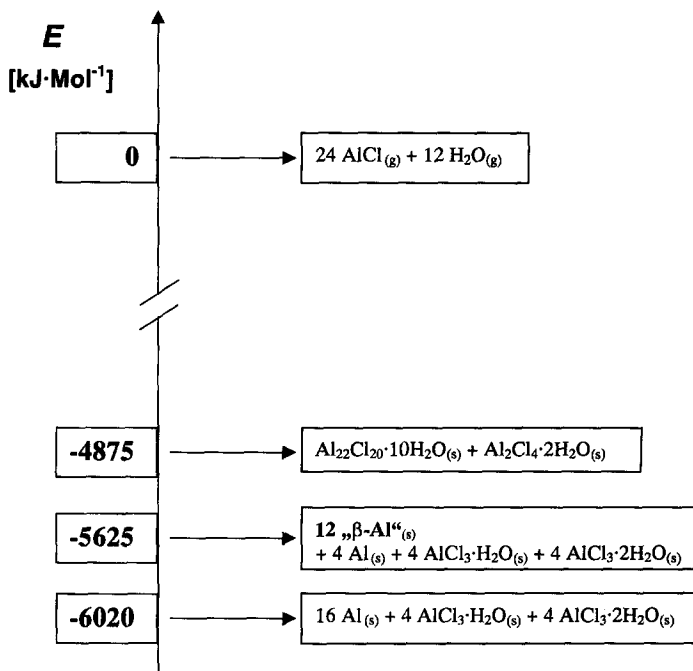 E
[kJ·Mol⁻¹]
0
24 AlCl(g) + 12 H₂O(g)
-4875
Al₂₂Cl₂₀·10H₂O(s) + Al₂Cl₄·2H₂O(s)
-5625
12 „β-Al“(s)
+ 4 Al(s) + 4 AlCl₃·H₂O(s) + 4 AlCl₃·2H₂O(s)
-6020
16 Al(s) + 4 AlCl₃·H₂O(s) + 4 AlCl₃·2H₂O(s)